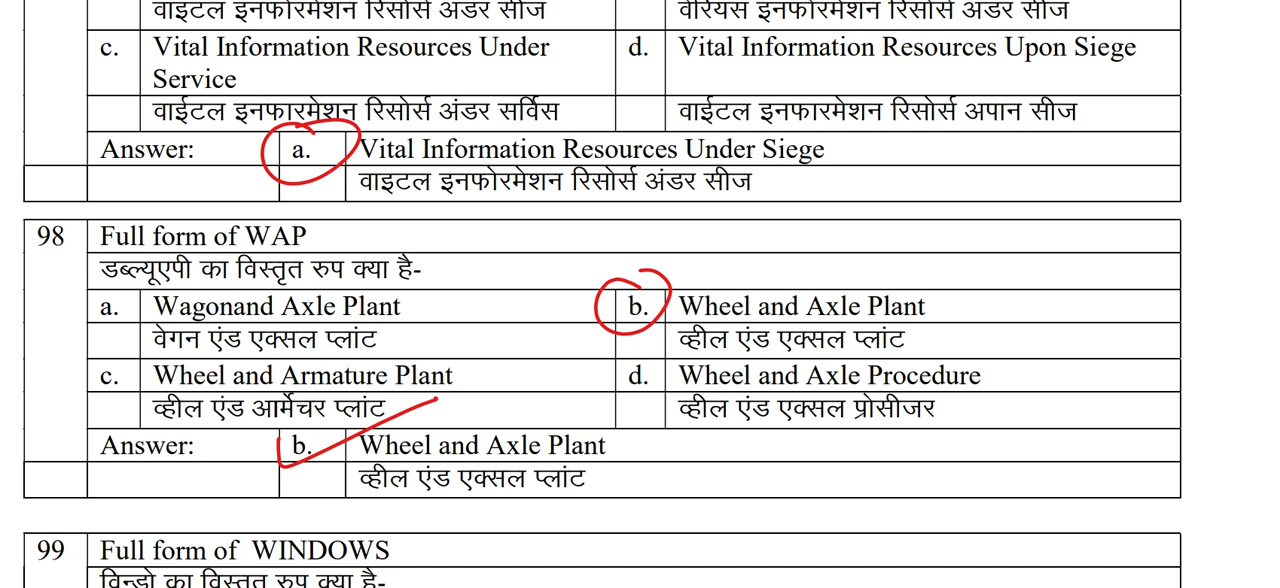 वाइटल इनफोरमेशन रिसोर्स अंडर सीज
वेरियस इनफोरमेशन रिसोर्स अंडर सीज
c. Vital Information Resources Under Service
d. Vital Information Resources Upon Siege
वाईटल इनफारमेशन रिसोर्स अंडर सर्विस
वाईटल इनफारमेशन रिसोर्स अपान सीज
Answer: a. Vital Information Resources Under Siege
वाइटल इनफोरमेशन रिसोर्स अंडर सीज
98 Full form of WAP
डब्ल्यूएपी का विस्तृत रुप क्या है-
a. Wagonand Axle Plant
b. Wheel and Axle Plant
वेगन एंड एक्सल प्लांट
व्हील एंड एक्सल प्लांट
c. Wheel and Armature Plant
d. Wheel and Axle Procedure
व्हील एंड आर्मेचर प्लांट
व्हील एंड एक्सल प्रोसीजर
Answer: b. Wheel and Axle Plant
व्हील एंड एक्सल प्लांट
99 Full form of WINDOWS
विन्डो का विस्तृत रुप क्या है-